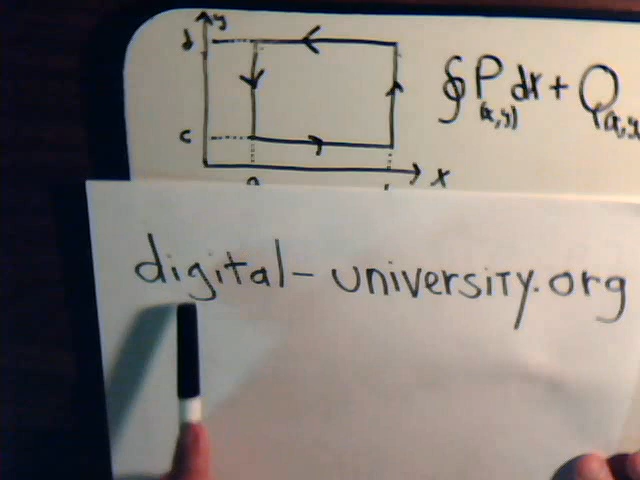 y
d
∮ P(x,y) dx + Q(x,y
c
x
digital-university.org